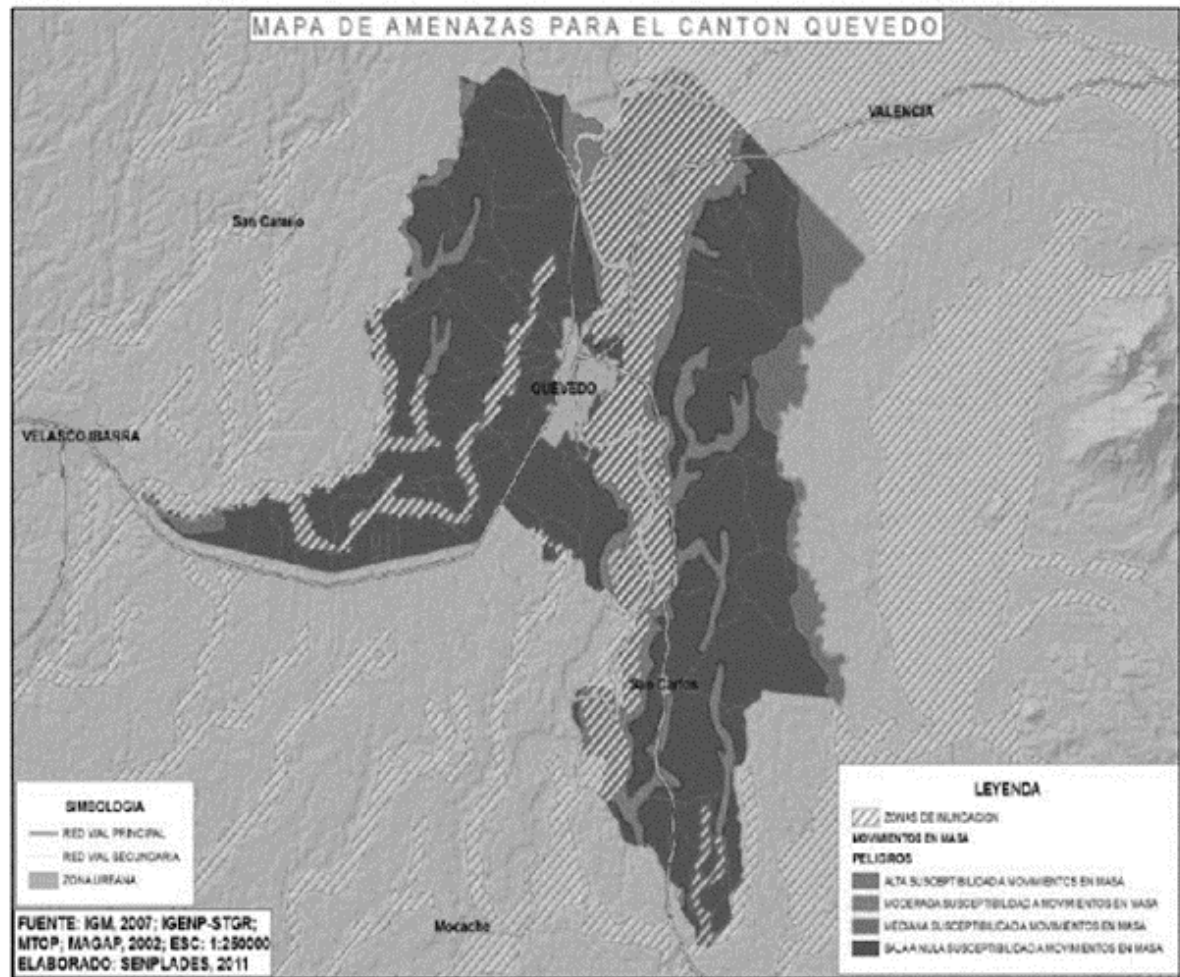 MAPA DE AMENAZAS PARA EL CANTON QUEVEDO
VALENCIA
San Camilo
QUEVEDO
VELASCO IBARRA
San Carlos
Mocache
SIMBOLOGIA
RED VIAL PRINCIPAL
RED VIAL SECUNDARIA
ZONA URBANA
FUENTE: IGM, 2007; IGENP-STGR;
MTOP; MAGAP, 2002; ESC: 1:250000
ELABORADO: SENPLADES, 2011
LEYENDA
ZONAS DE INUNDACION
MOVIMIENTOS EN MASA
PELIGROS
ALTA SUSCEPTIBILIDAD A MOVIMIENTOS EN MASA
MODERADA SUSCEPTIBILIDAD A MOVIMIENTOS EN MASA
MEDIANA SUSCEPTIBILIDAD A MOVIMIENTOS EN MASA
BAJA A NULA SUSCEPTIBILIDAD A MOVIMIENTOS EN MASA